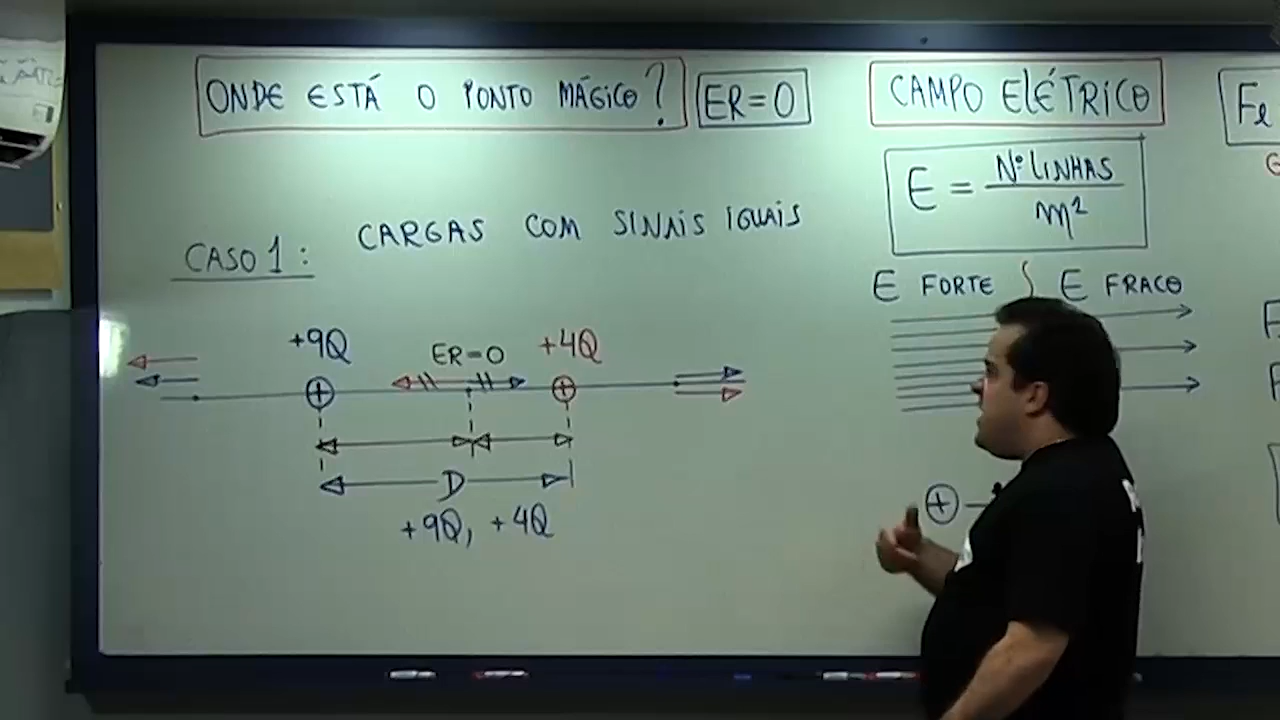 ONDE ESTÁ O PONTO MÁGICO? ER=0
CASO 1: CARGAS COM SINAIS IGUAIS
+9Q ER=0 +4Q
+ +
D
+9Q, +4Q
CAMPO ELÉTRICO
E = Nº LINHAS / m²
E FORTE E FRACO
+
Fe